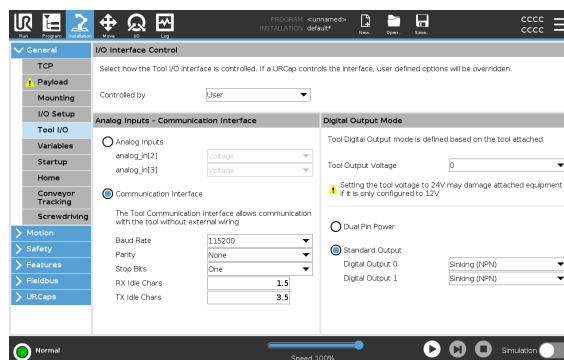 PROGRAM <unnamed>
INSTALLATION default*
CCCC
CCCC
Run Program Installation Move I/O Log New... Open... Save...
General
TCP
Payload
Mounting
I/O Setup
Tool I/O
Variables
Startup
Home
Conveyor Tracking
Screwdriving
Motion
Safety
Features
Fieldbus
URCaps
I/O Interface Control
Select how the Tool I/O interface is controlled. If a URCap controls the interface, user defined options will be overridden.
Controlled by User
Analog Inputs - Communication Interface
Analog Inputs
analog_in[2] Voltage
analog_in[3] Voltage
Communication Interface
The Tool Communication Interface allows communication
with the tool without external wiring
Baud Rate 115200
Parity None
Stop Bits One
RX Idle Chars 1.5
TX Idle Chars 3.5
Digital Output Mode
Tool Digital Output mode is defined based on the tool attached
Tool Output Voltage 0
Setting the tool voltage to 24V may damage attached equipment
if it is only configured to 12V
Dual Pin Power
Standard Output
Digital Output 0 Sinking (NPN)
Digital Output 1 Sinking (NPN)
Normal
Speed 100%
Simulation